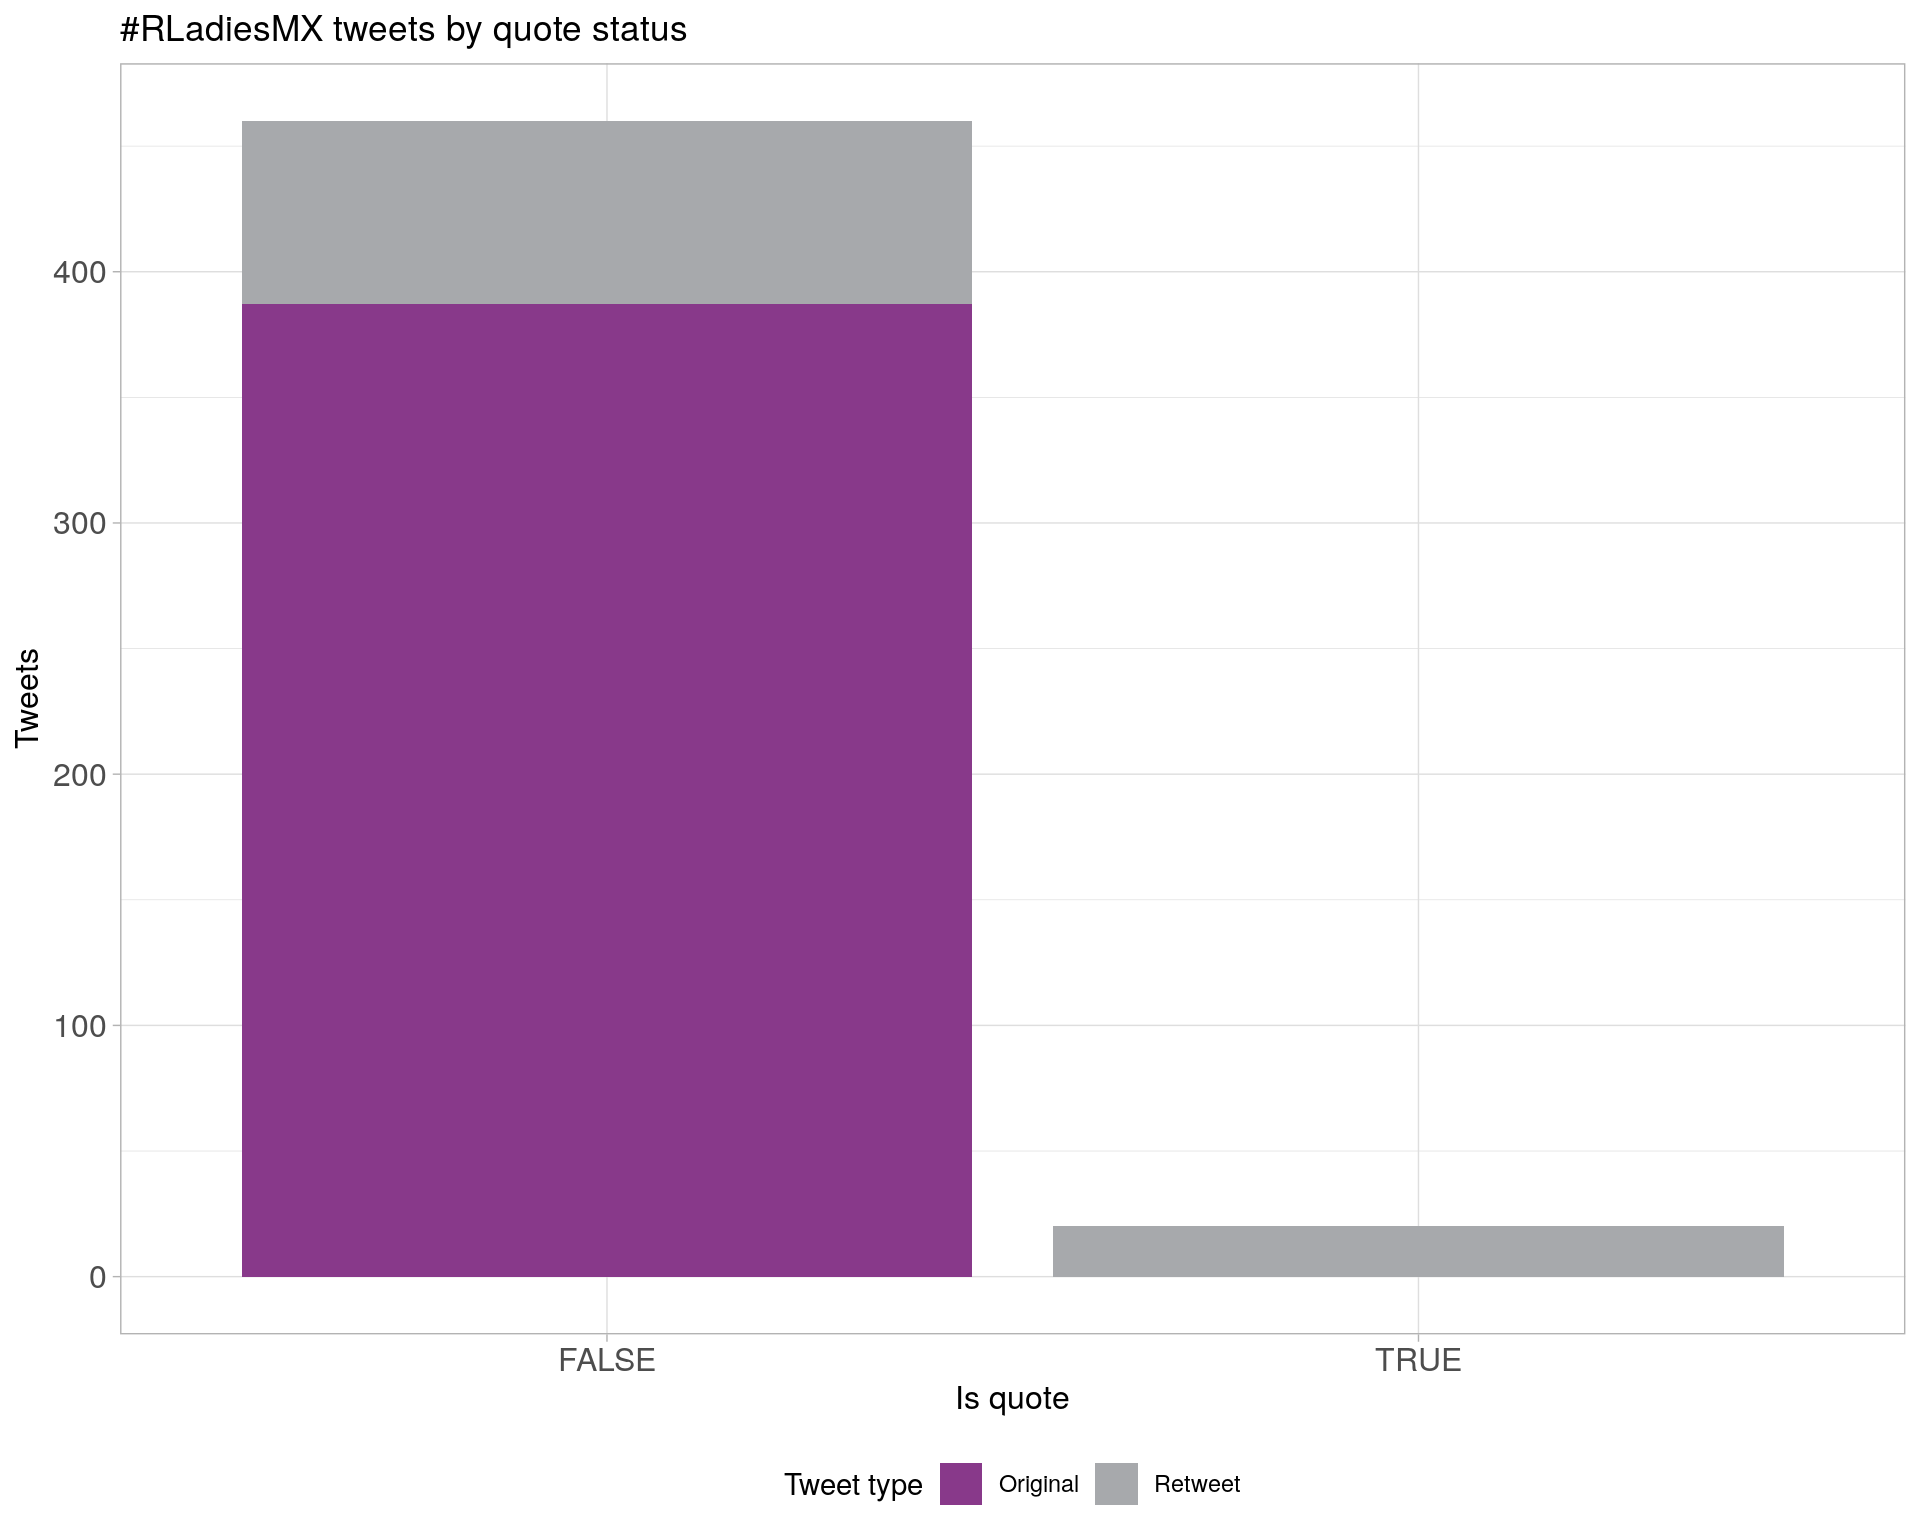 #RLadiesMX tweets by quote status
Tweets
400
300
200
100
0
FALSE
TRUE
Is quote
Tweet type
Original
Retweet